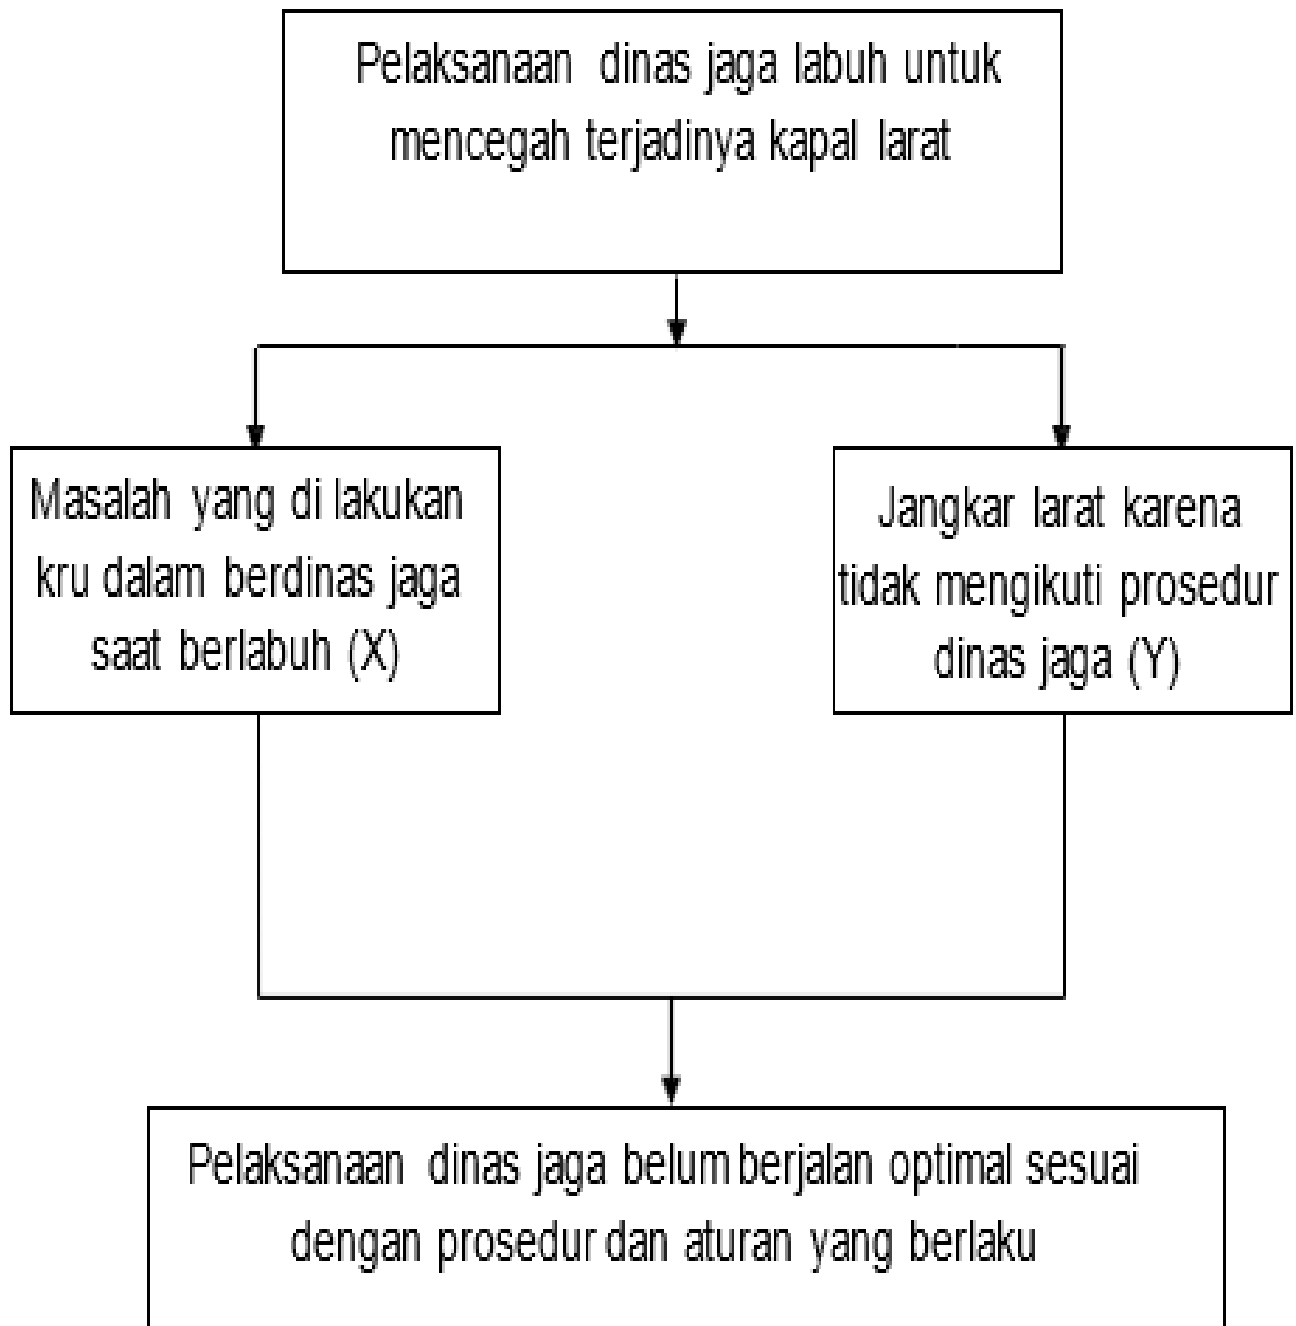 Pelaksanaan dinas jaga labuh untuk
mencegah terjadinya kapal larat
Masalah yang di lakukan
kru dalam berdinas jaga
saat berlabuh (X)
Jangkar larat karena
tidak mengikuti prosedur
dinas jaga (Y)
Pelaksanaan dinas jaga belum berjalan optimal sesuai
dengan prosedur dan aturan yang berlaku